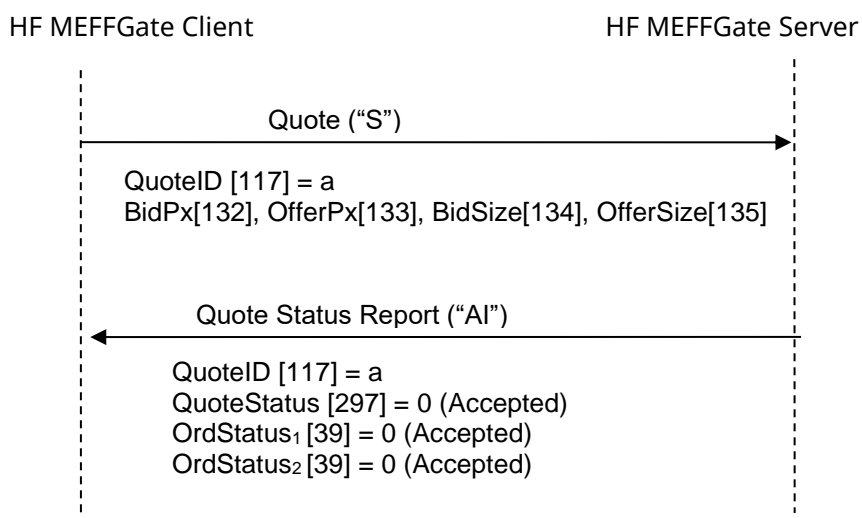 HF MEFFGate Client
HF MEFFGate Server
Quote (“S”)
QuoteID [117] = a
BidPx[132], OfferPx[133], BidSize[134], OfferSize[135]
Quote Status Report (“AI”)
QuoteID [117] = a
QuoteStatus [297] = 0 (Accepted)
OrdStatus₁ [39] = 0 (Accepted)
OrdStatus₂ [39] = 0 (Accepted)